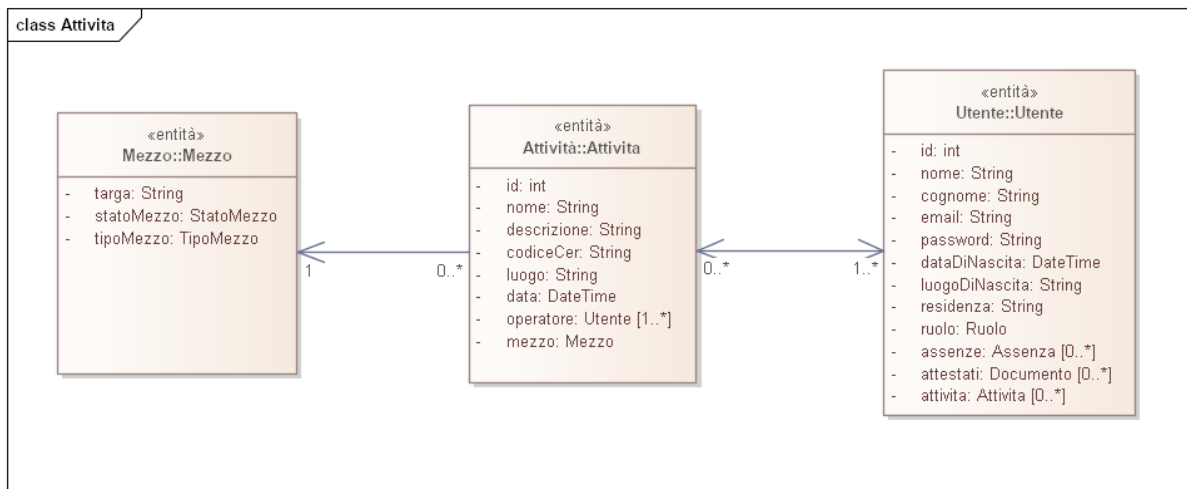 class Attivita
«entità»
Mezzo::Mezzo
- targa: String
- statoMezzo: StatoMezzo
- tipoMezzo: TipoMezzo
1
0..*
«entità»
Attività::Attivita
- id: int
- nome: String
- descrizione: String
- codiceCer: String
- luogo: String
- data: DateTime
- operatore: Utente [1..*]
- mezzo: Mezzo
0..*
1..*
«entità»
Utente::Utente
- id: int
- nome: String
- cognome: String
- email: String
- password: String
- dataDiNascita: DateTime
- luogoDiNascita: String
- residenza: String
- ruolo: Ruolo
- assenze: Assenza [0..*]
- attestati: Documento [0..*]
- attivita: Attivita [0..*]